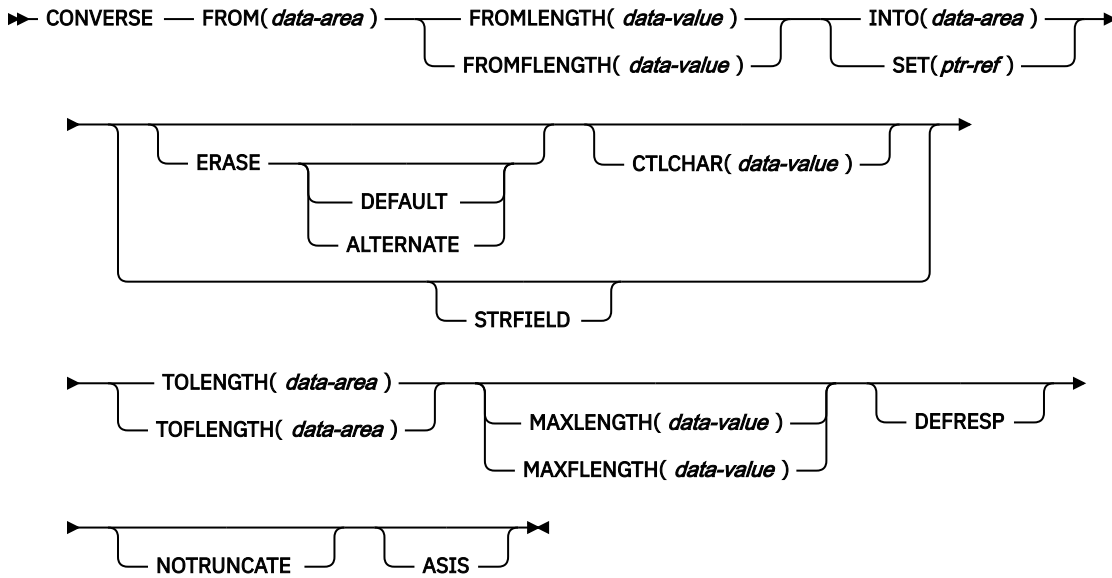 CONVERSE FROM(data-area) FROMLENGTH( data-value ) INTO(data-area)
FROMFLENGTH( data-value ) SET(ptr-ref )
ERASE CTLCHAR( data-value )
DEFAULT
ALTERNATE
STRFIELD
TOLENGTH( data-area )
TOFLENGTH( data-area ) MAXLENGTH( data-value ) DEFRESP
MAXFLENGTH( data-value )
NOTRUNCATE ASIS